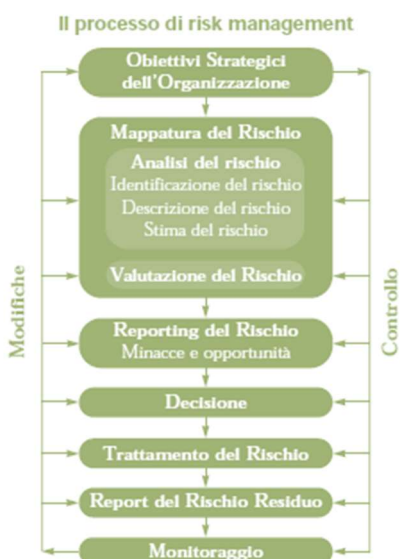 Il processo di risk management
Obiettivi Strategici
dell'Organizzazione
Mappatura del Rischio
Analisi del rischio
Identificazione del rischio
Descrizione del rischio
Stima del rischio
Valutazione del Rischio
Reporting del Rischio
Minacce e opportunità
Decisione
Trattamento del Rischio
Report del Rischio Residuo
Monitoraggio
Modifiche
Controllo